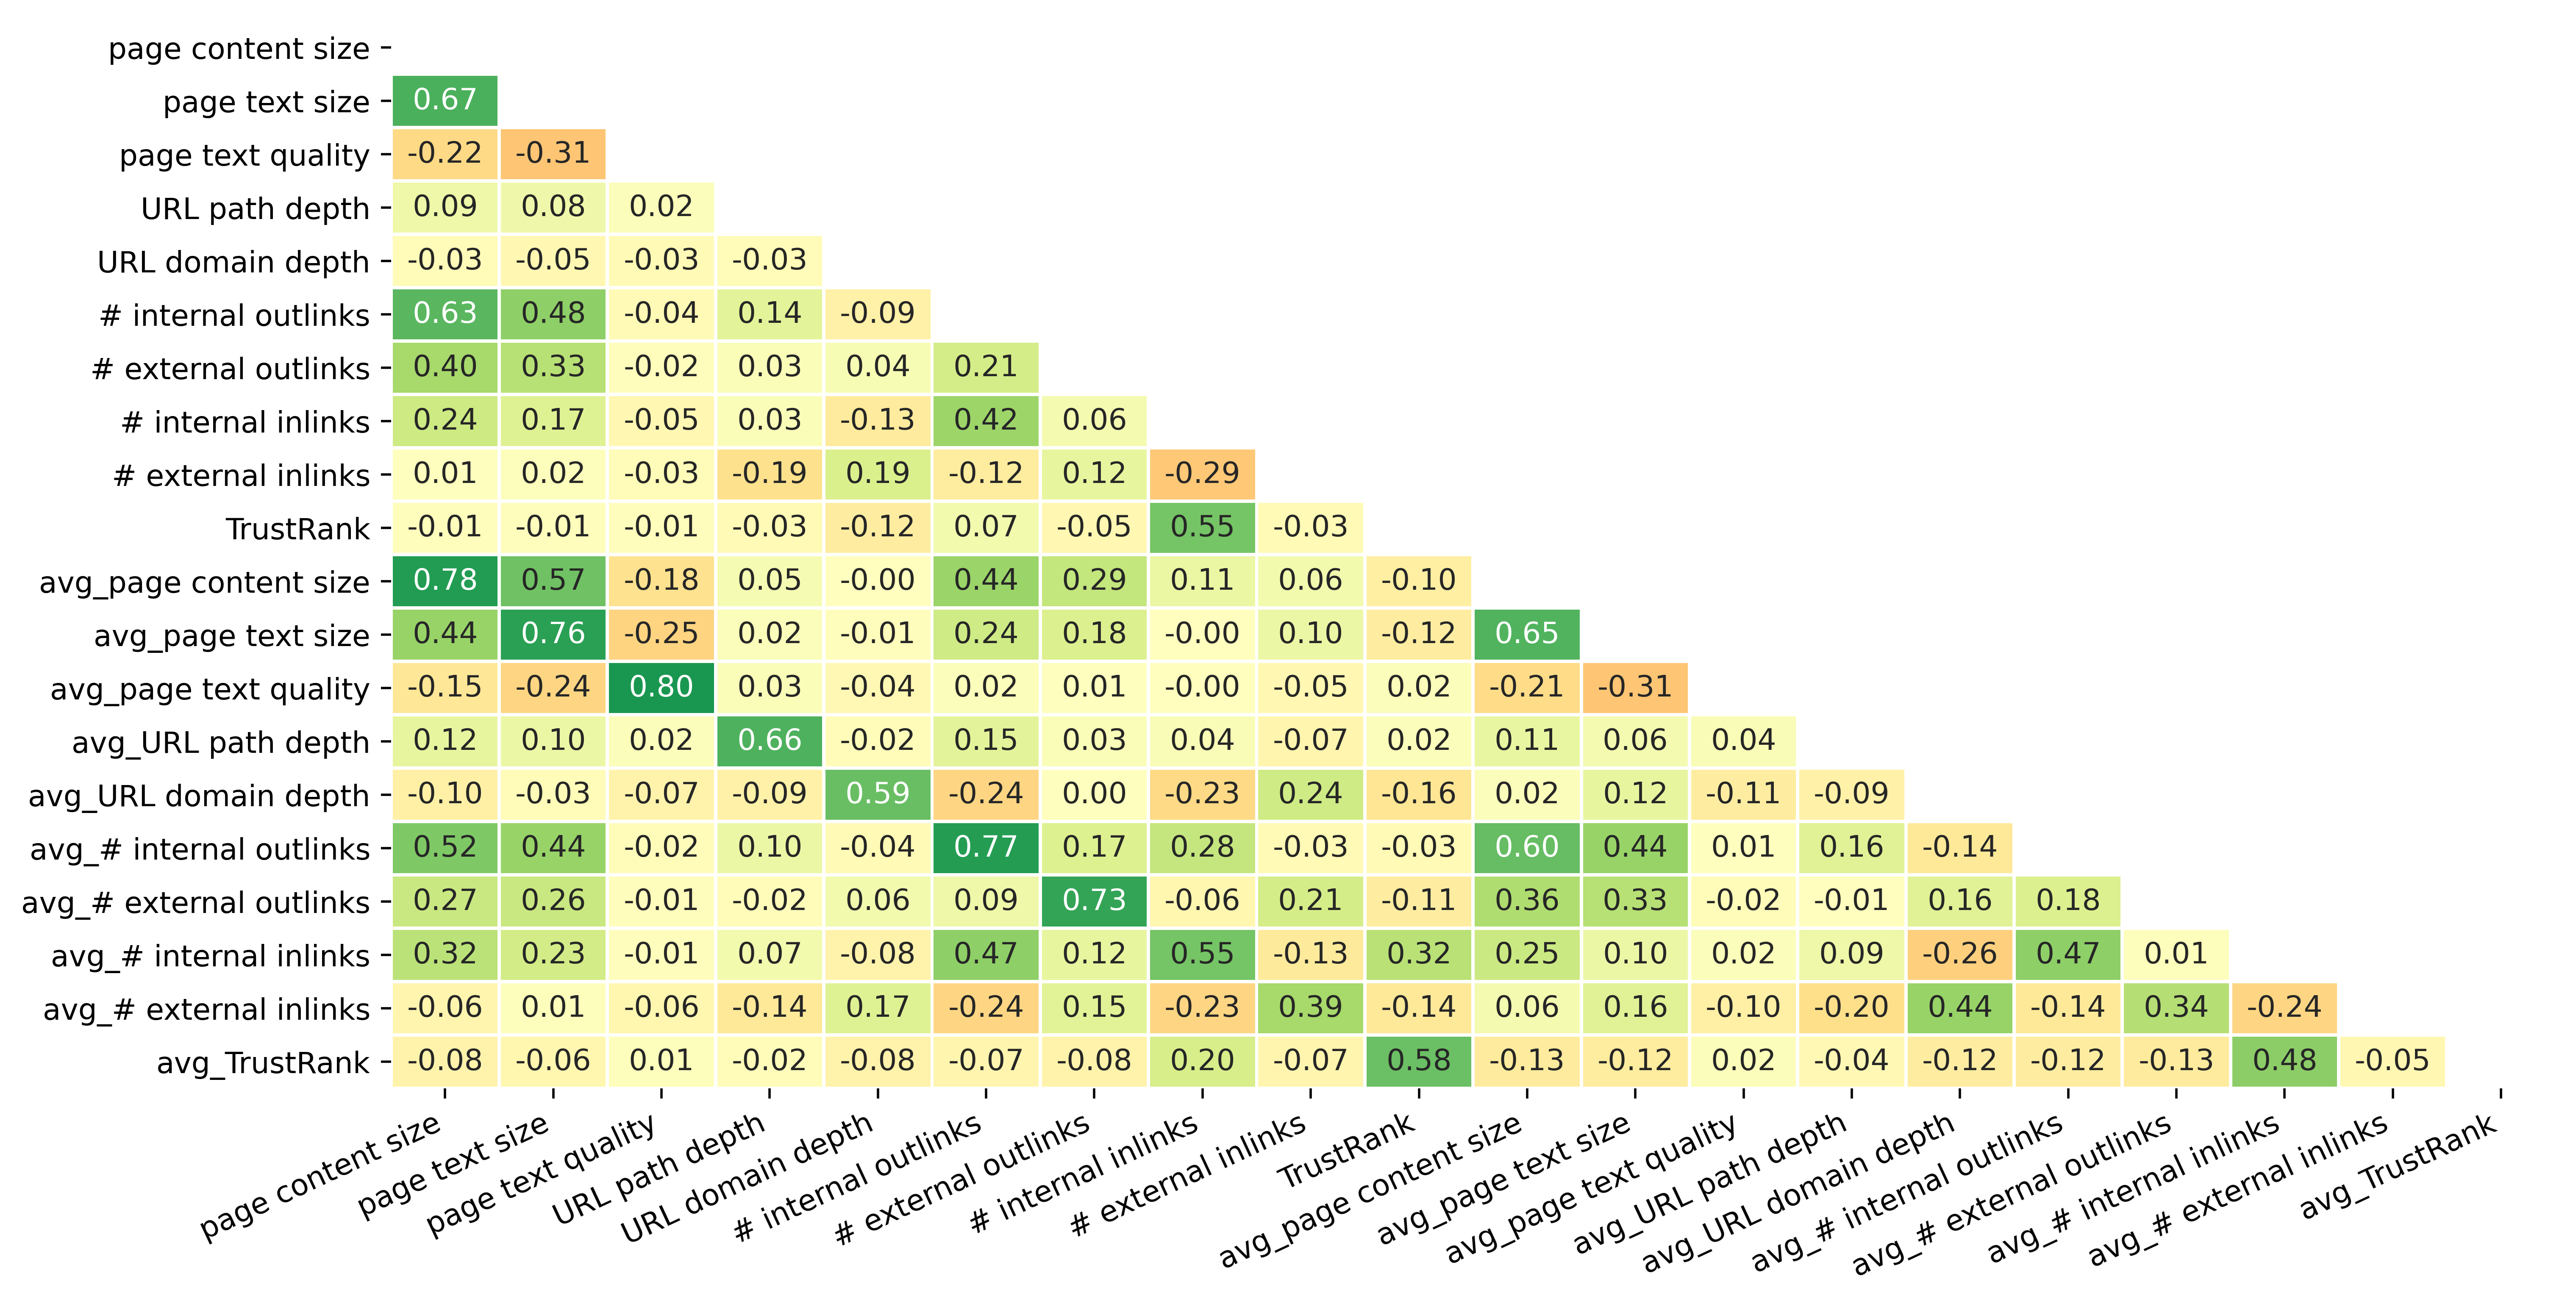 page content size
page text size 0.67
page text quality -0.22 -0.31
URL path depth 0.09 0.08 0.02
URL domain depth -0.03 -0.05 -0.03 -0.03
# internal outlinks 0.63 0.48 -0.04 0.14 -0.09
# external outlinks 0.40 0.33 -0.02 0.03 0.04 0.21
# internal inlinks 0.24 0.17 -0.05 0.03 -0.13 0.42 0.06
# external inlinks 0.01 0.02 -0.03 -0.19 0.19 -0.12 0.12 -0.29
TrustRank -0.01 -0.01 -0.01 -0.03 -0.12 0.07 -0.05 0.55 -0.03
avg_page content size 0.78 0.57 -0.18 0.05 -0.00 0.44 0.29 0.11 0.06 -0.10
avg_page text size 0.44 0.76 -0.25 0.02 -0.01 0.24 0.18 -0.00 0.10 -0.12 0.65
avg_page text quality -0.15 -0.24 0.80 0.03 -0.04 0.02 0.01 -0.00 -0.05 0.02 -0.21 -0.31
avg_URL path depth 0.12 0.10 0.02 0.66 -0.02 0.15 0.03 0.04 -0.07 0.02 0.11 0.06 0.04
avg_URL domain depth -0.10 -0.03 -0.07 -0.09 0.59 -0.24 0.00 -0.23 0.24 -0.16 0.02 0.12 -0.11 -0.09
avg_# internal outlinks 0.52 0.44 -0.02 0.10 -0.04 0.77 0.17 0.28 -0.03 -0.03 0.60 0.44 0.01 0.16 -0.14
avg_# external outlinks 0.27 0.26 -0.01 -0.02 0.06 0.09 0.73 -0.06 0.21 -0.11 0.36 0.33 -0.02 -0.01 0.16 0.18
avg_# internal inlinks 0.32 0.23 -0.01 0.07 -0.08 0.47 0.12 0.55 -0.13 0.32 0.25 0.10 0.02 0.09 -0.26 0.47 0.01
avg_# external inlinks -0.06 0.01 -0.06 -0.14 0.17 -0.24 0.15 -0.23 0.39 -0.14 0.06 0.16 -0.10 -0.20 0.44 -0.14 0.34 -0.24
avg_TrustRank -0.08 -0.06 0.01 -0.02 -0.08 -0.07 -0.08 0.20 -0.07 0.58 -0.13 -0.12 0.02 -0.04 -0.12 -0.12 -0.13 0.48 -0.05
page content size
page text size
page text quality
URL path depth
URL domain depth
# internal outlinks
# external outlinks
# internal inlinks
# external inlinks
TrustRank
avg_page content size
avg_page text size
avg_page text quality
avg_URL path depth
avg_URL domain depth
avg_# internal outlinks
avg_# external outlinks
avg_# internal inlinks
avg_# external inlinks
avg_TrustRank